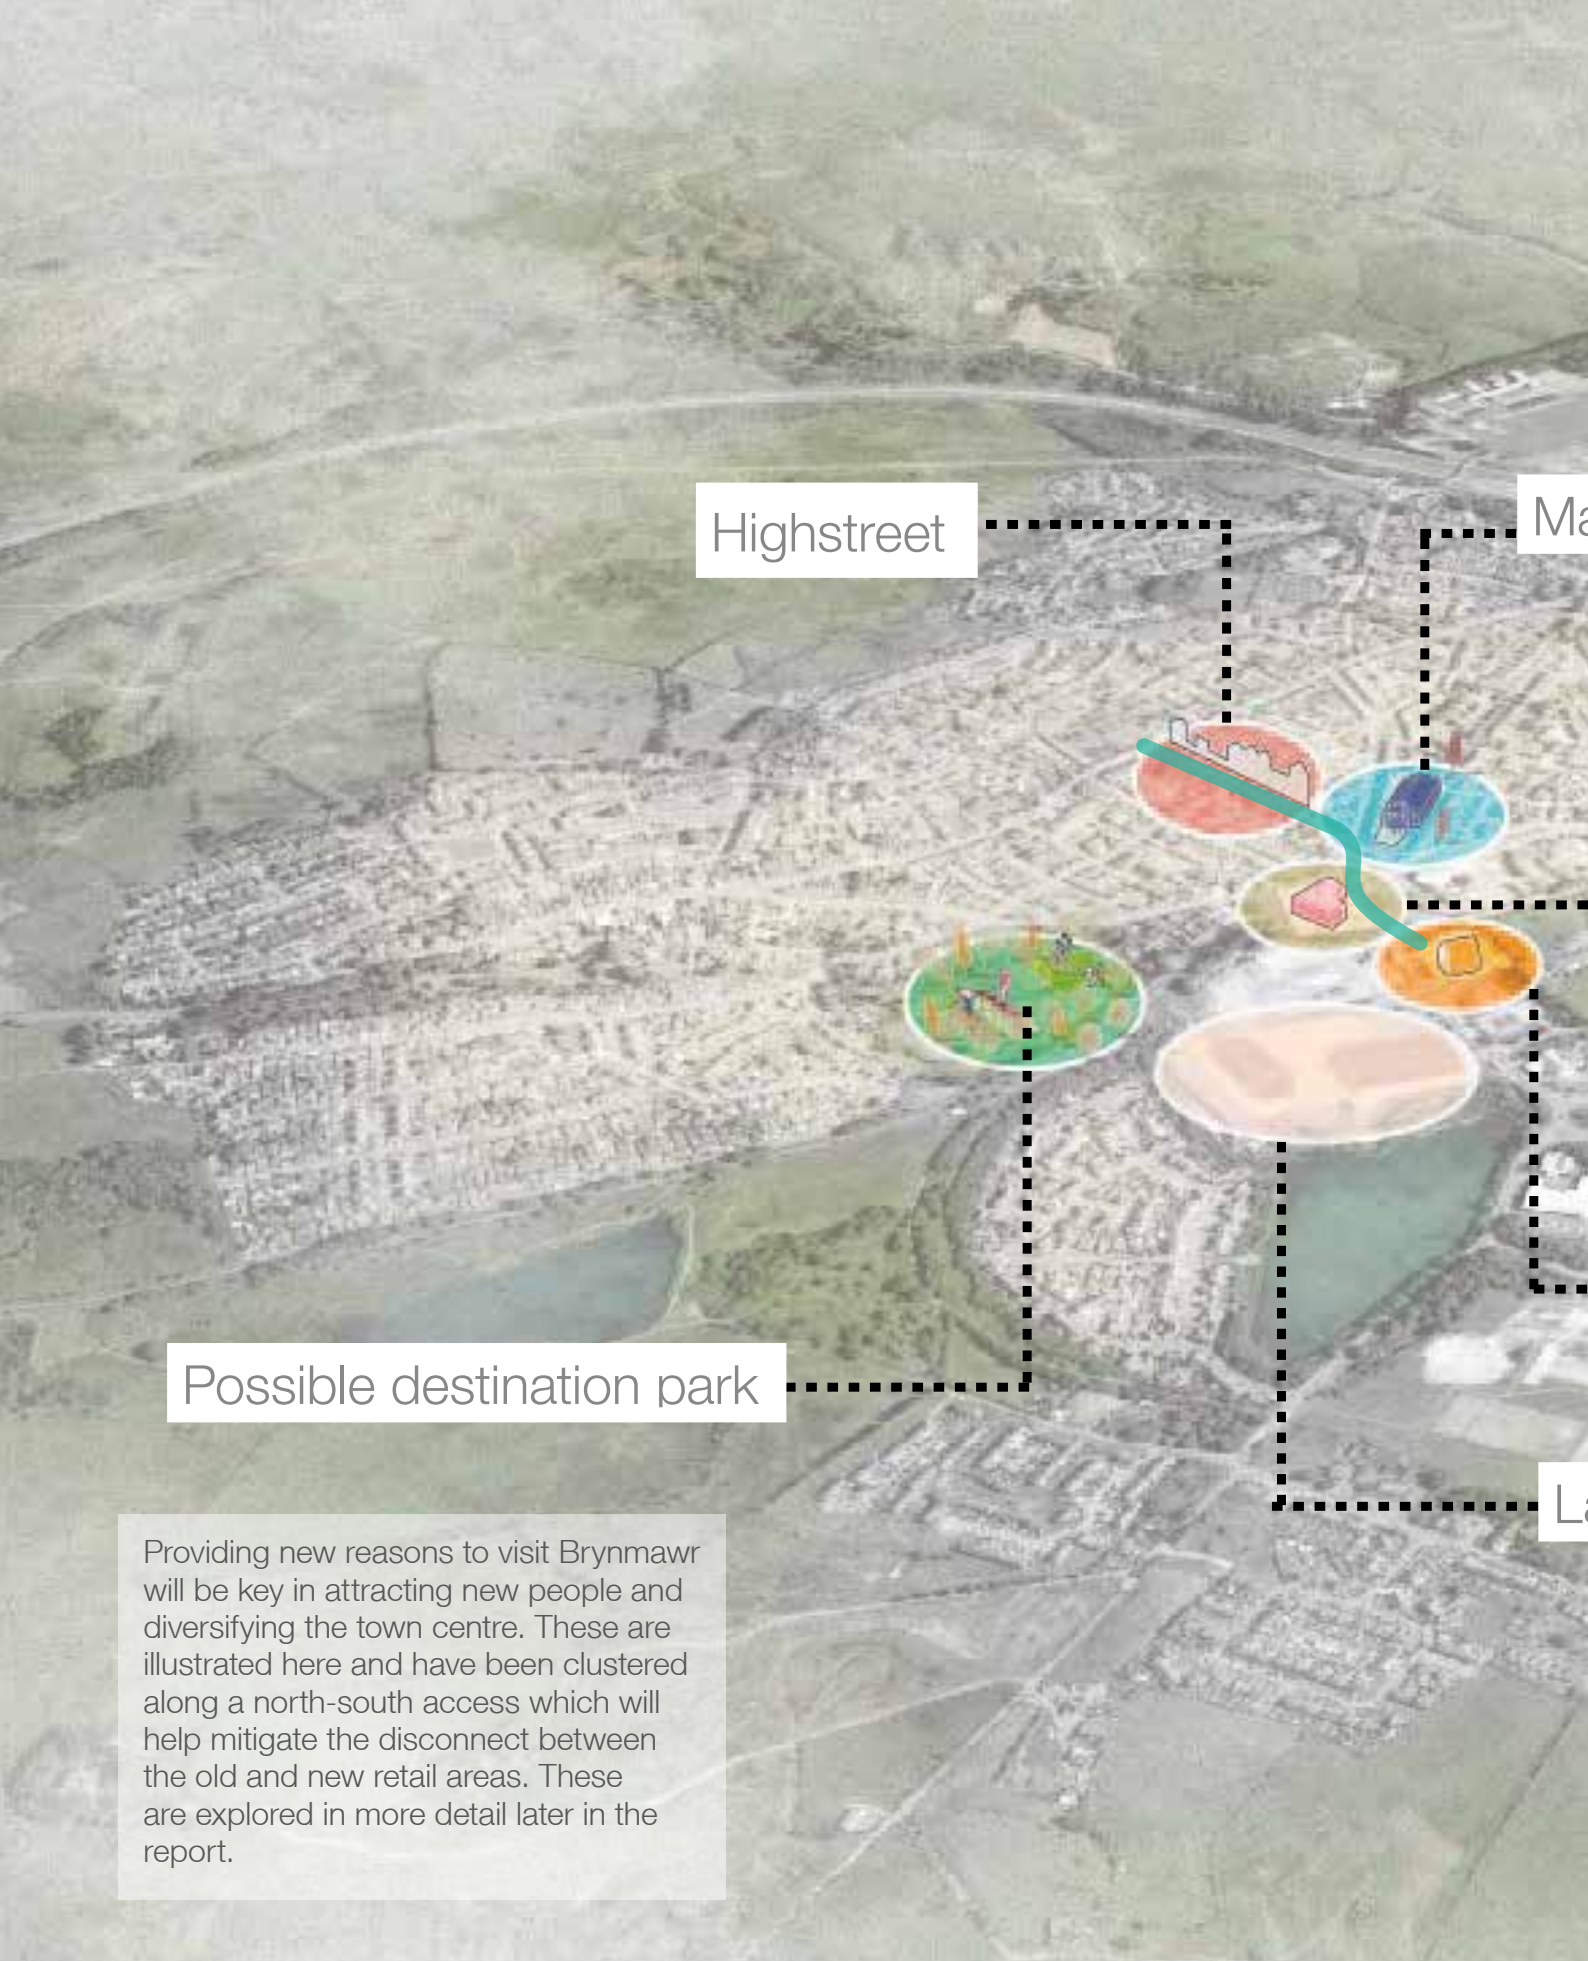 Highstreet
Ma
Possible destination park
La
Providing new reasons to visit Brynmawr
will be key in attracting new people and
diversifying the town centre. These are
illustrated here and have been clustered
along a north-south access which will
help mitigate the disconnect between
the old and new retail areas. These
are explored in more detail later in the
report.